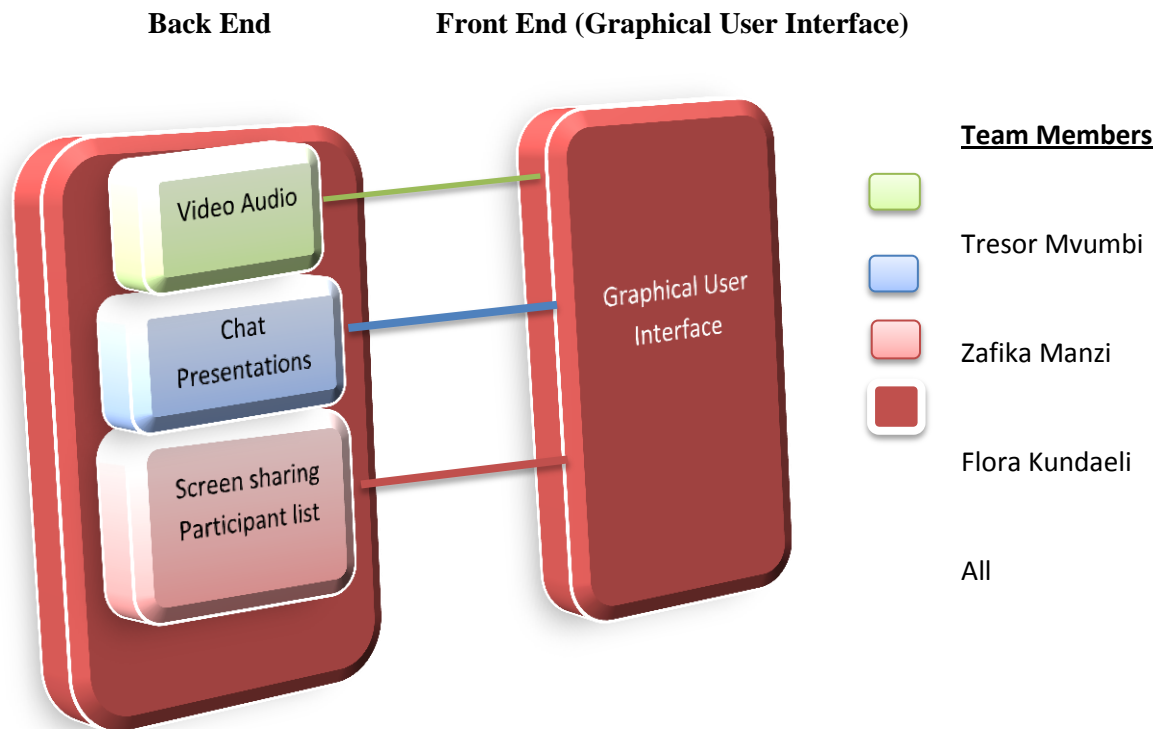 Back End
Front End (Graphical User Interface)
Video Audio
Chat
Presentations
Screen sharing
Participant list
Graphical User
Interface
Team Members
Tresor Mvumbi
Zafika Manzi
Flora Kundaeli
All